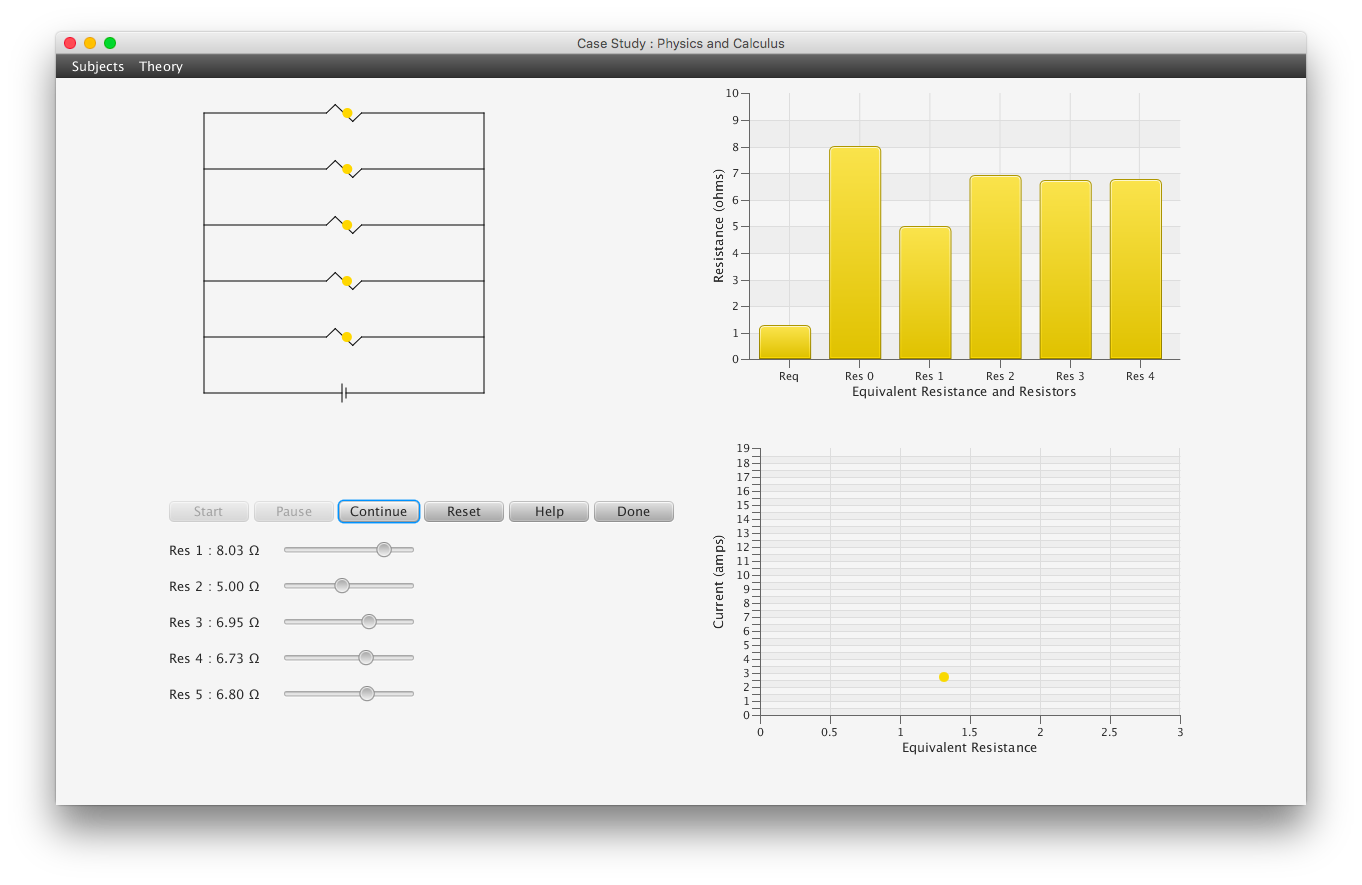 Case Study : Physics and Calculus
Subjects Theory
10
9
8
7
6
5
4
3
2
1
0
Resistance (ohms)
Req Res 0 Res 1 Res 2 Res 3 Res 4
Equivalent Resistance and Resistors
Start Pause Continue Reset Help Done
Res 1 : 8.03 Ω
Res 2 : 5.00 Ω
Res 3 : 6.95 Ω
Res 4 : 6.73 Ω
Res 5 : 6.80 Ω
19
18
17
16
15
14
13
12
11
10
9
8
7
6
5
4
3
2
1
0
Current (amps)
0 0.5 1 1.5 2 2.5 3
Equivalent Resistance